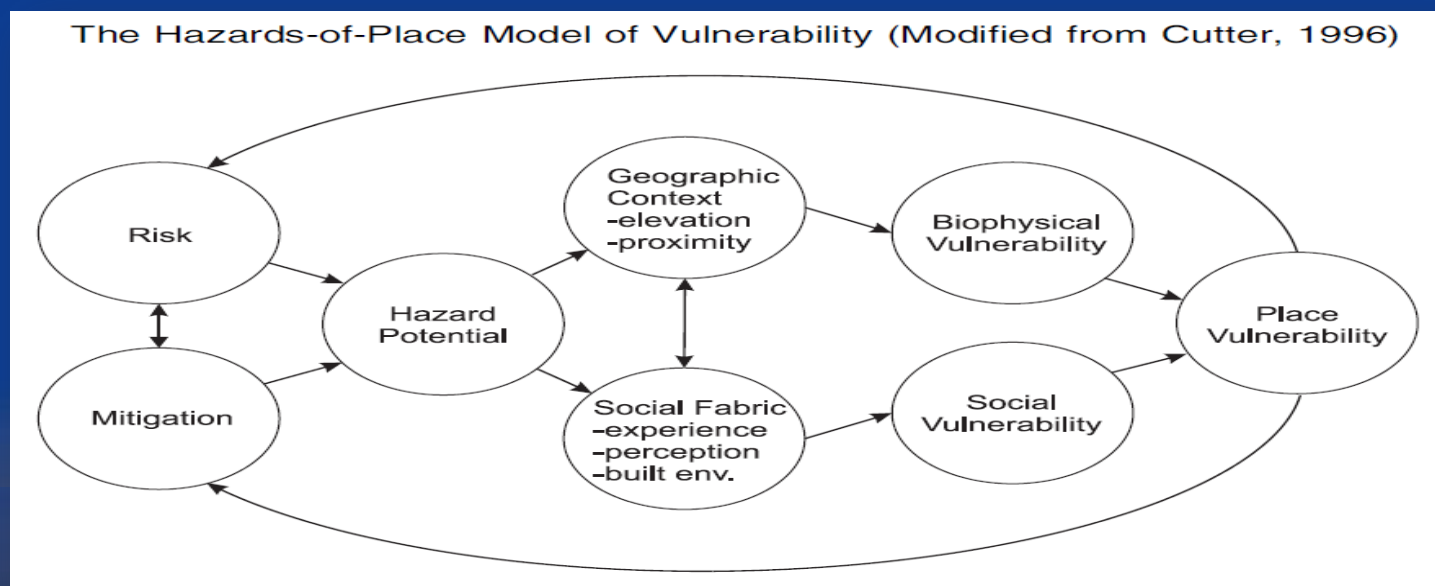 The Hazards-of-Place Model of Vulnerability (Modified from Cutter, 1996)
Risk
Mitigation
Hazard
Potential
Geographic
Context
-elevation
-proximity
Social Fabric
-experience
-perception
-built env.
Biophysical
Vulnerability
Social
Vulnerability
Place
Vulnerability